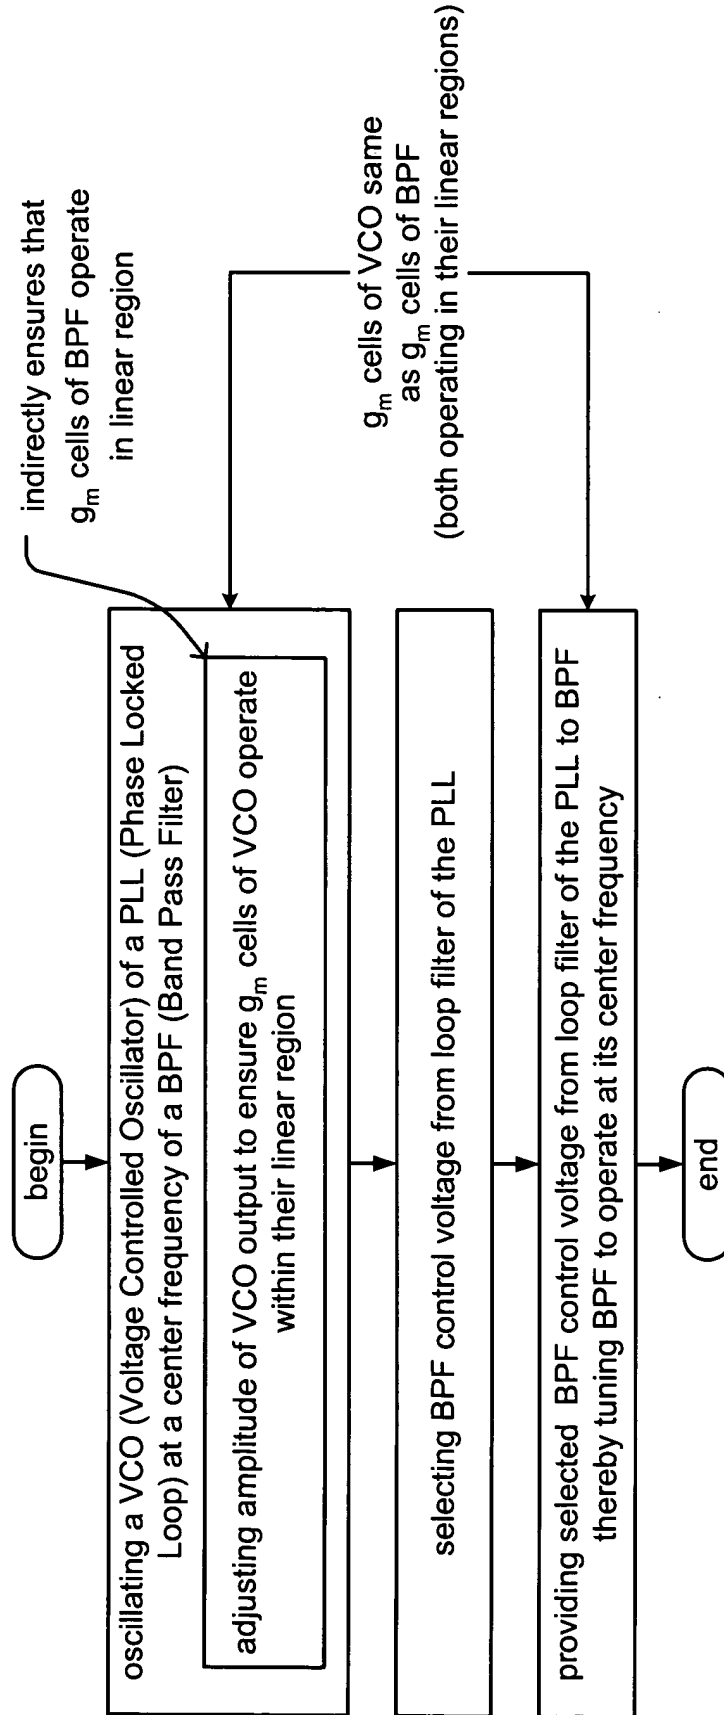 begin
oscillating a VCO (Voltage Controlled Oscillator) of a PLL (Phase Locked
Loop) at a center frequency of a BPF (Band Pass Filter)
adjusting amplitude of VCO output to ensure gm cells of VCO operate
within their linear region
indirectly ensures that
gm cells of BPF operate
in linear region
selecting BPF control voltage from loop filter of the PLL
gm cells of VCO same
as gm cells of BPF
(both operating in their linear regions)
providing selected BPF control voltage from loop filter of the PLL to BPF
thereby tuning BPF to operate at its center frequency
end